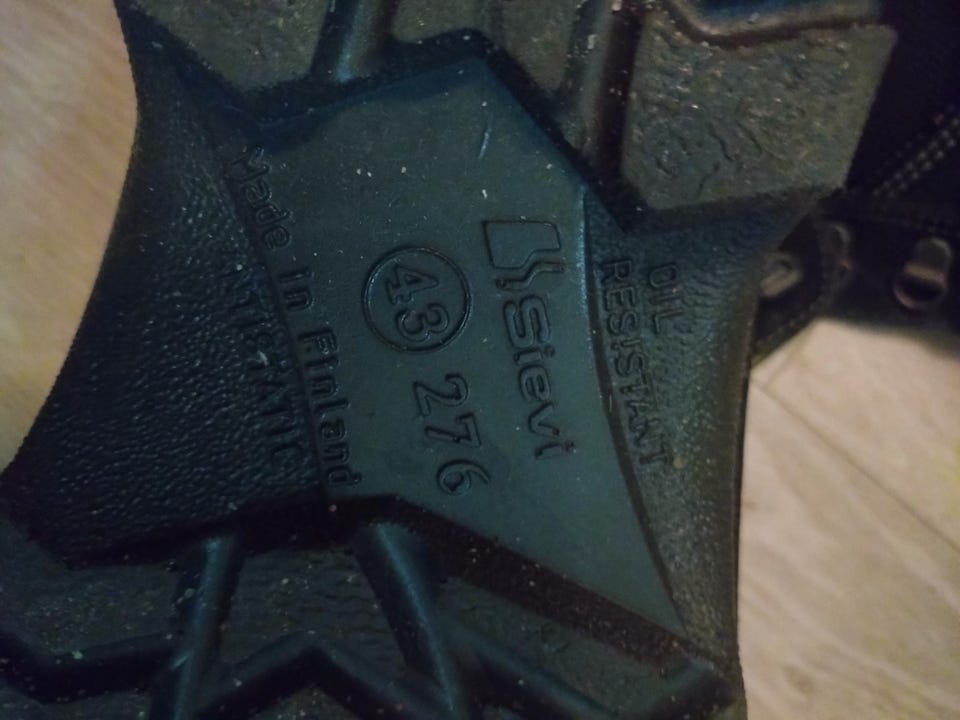 OIL
RESISTANT
Sievi
43 276
Made in Finland
ANTISTATIC